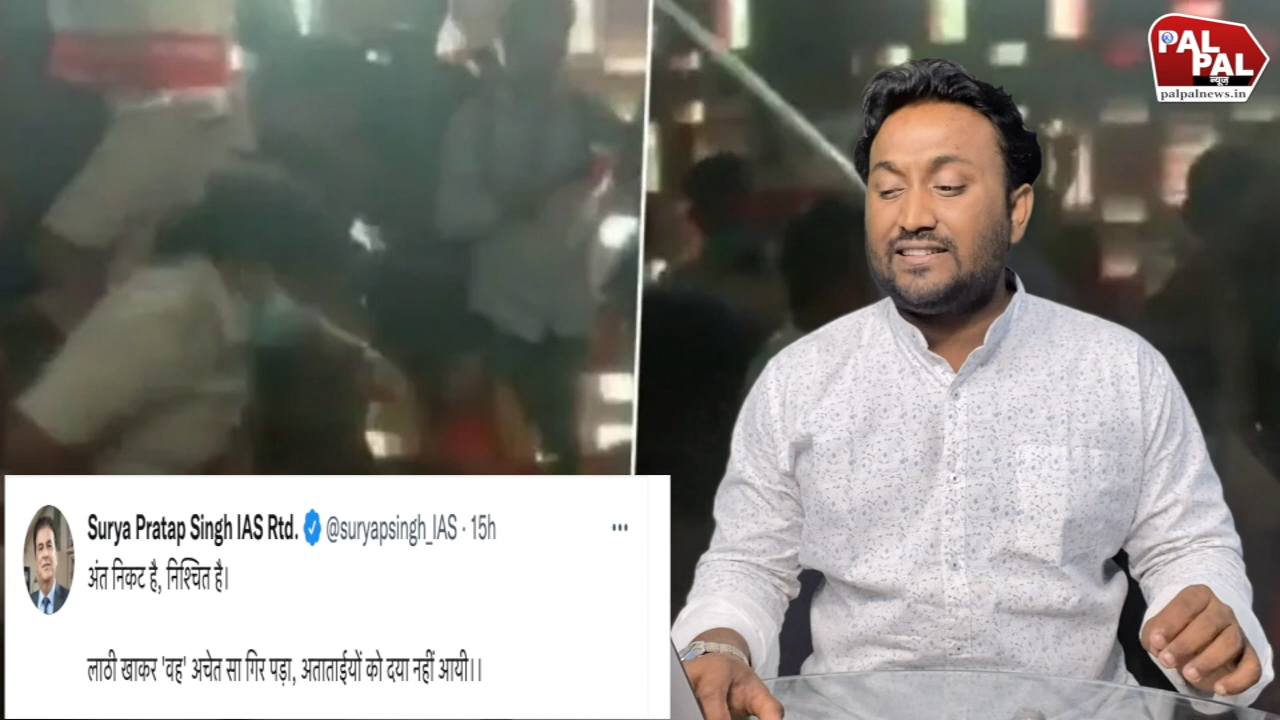 PAL
PAL
न्यूज़
palpalnews.in
Surya Pratap Singh IAS Rtd. @suryapsingh_IAS · 15h
अंत निकट है, निश्चित है।
लाठी खाकर 'वह' अचेत सा गिर पड़ा, अताताईयों को दया नहीं आयी।।